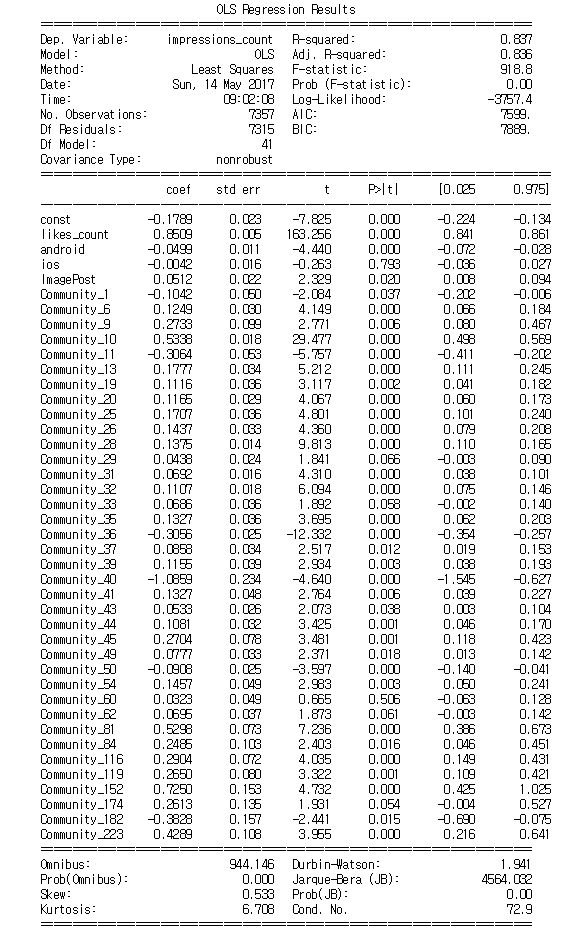 OLS Regression Results
Dep. Variable: impressions_count R-squared: 0.837
Model: OLS Adj. R-squared: 0.836
Method: Least Squares F-statistic: 918.8
Date: Sun, 14 May 2017 Prob (F-statistic): 0.00
Time: 09:02:08 Log-Likelihood: -3757.4
No. Observations: 7357 AIC: 7599.
Df Residuals: 7315 BIC: 7889.
Df Model: 41
Covariance Type: nonrobust
coef std err t P>|t| [0.025 0.975]
const -0.1789 0.023 -7.825 0.000 -0.224 -0.134
likes_count 0.8509 0.005 163.256 0.000 0.841 0.861
android -0.0499 0.011 -4.440 0.000 -0.072 -0.028
ios -0.0042 0.016 -0.263 0.793 -0.036 0.027
ImagePost 0.0512 0.022 2.329 0.020 0.008 0.094
Community_1 -0.1042 0.050 -2.084 0.037 -0.202 -0.006
Community_6 0.1249 0.030 4.149 0.000 0.066 0.184
Community_9 0.2733 0.099 2.771 0.006 0.080 0.467
Community_10 0.5338 0.018 29.477 0.000 0.498 0.569
Community_11 -0.3064 0.053 -5.757 0.000 -0.411 -0.202
Community_13 0.1777 0.034 5.212 0.000 0.111 0.245
Community_19 0.1116 0.036 3.117 0.002 0.041 0.182
Community_20 0.1165 0.029 4.067 0.000 0.060 0.173
Community_25 0.1707 0.036 4.801 0.000 0.101 0.240
Community_26 0.1437 0.033 4.360 0.000 0.079 0.208
Community_28 0.1375 0.014 9.813 0.000 0.110 0.165
Community_29 0.0438 0.024 1.841 0.066 -0.003 0.090
Community_31 0.0692 0.016 4.310 0.000 0.038 0.101
Community_32 0.1107 0.018 6.094 0.000 0.075 0.146
Community_33 0.0686 0.036 1.892 0.058 -0.002 0.140
Community_35 0.1327 0.036 3.695 0.000 0.062 0.203
Community_36 -0.3056 0.025 -12.332 0.000 -0.354 -0.257
Community_37 0.0858 0.034 2.517 0.012 0.019 0.153
Community_39 0.1155 0.039 2.934 0.003 0.038 0.193
Community_40 -1.0859 0.234 -4.640 0.000 -1.545 -0.627
Community_41 0.1327 0.048 2.764 0.006 0.039 0.227
Community_43 0.0533 0.026 2.073 0.038 0.003 0.104
Community_44 0.1081 0.032 3.425 0.001 0.046 0.170
Community_45 0.2704 0.078 3.481 0.001 0.118 0.423
Community_49 0.0777 0.033 2.371 0.018 0.013 0.142
Community_50 -0.0908 0.025 -3.597 0.000 -0.140 -0.041
Community_54 0.1457 0.049 2.983 0.003 0.050 0.241
Community_60 0.0323 0.049 0.665 0.506 -0.063 0.128
Community_62 0.0695 0.037 1.873 0.061 -0.003 0.142
Community_81 0.5298 0.073 7.236 0.000 0.386 0.673
Community_84 0.2485 0.103 2.403 0.016 0.046 0.451
Community_116 0.2904 0.072 4.035 0.000 0.149 0.431
Community_119 0.2650 0.080 3.322 0.001 0.109 0.421
Community_152 0.7250 0.153 4.732 0.000 0.425 1.025
Community_174 0.2613 0.135 1.931 0.054 -0.004 0.527
Community_182 -0.3828 0.157 -2.441 0.015 -0.690 -0.075
Community_223 0.4289 0.108 3.955 0.000 0.216 0.641
Omnibus: 944.146 Durbin-Watson: 1.941
Prob(Omnibus): 0.000 Jarque-Bera (JB): 4564.032
Skew: 0.533 Prob(JB): 0.00
Kurtosis: 6.708 Cond. No. 72.9